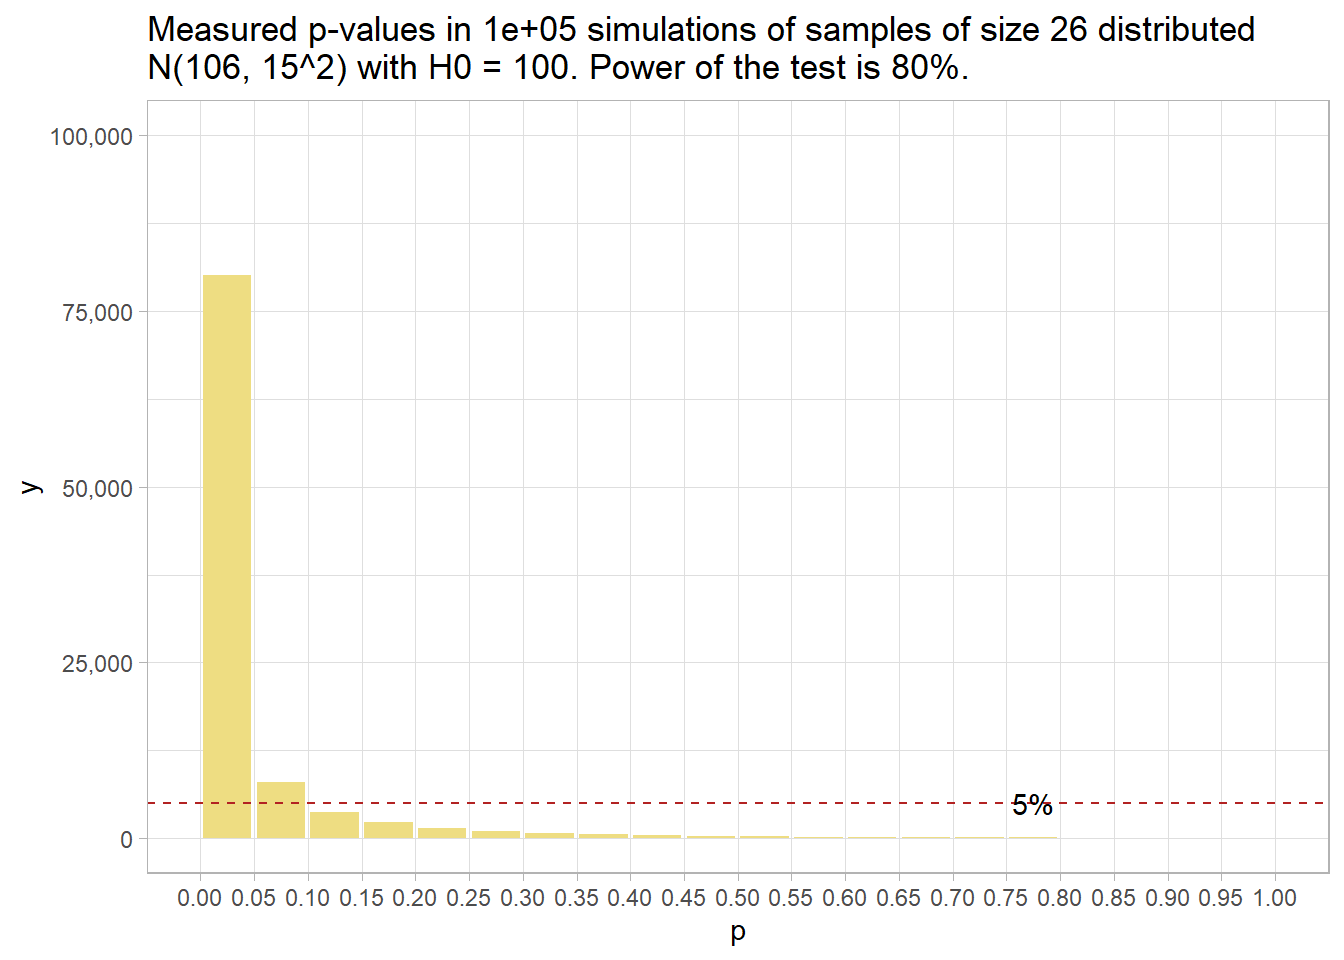 Measured p-values in 1e+05 simulations of samples of size 26 distributed
N(106, 15^2) with H0 = 100. Power of the test is 80%.
100,000
75,000
50,000
25,000
0
y
5%
0.00 0.05 0.10 0.15 0.20 0.25 0.30 0.35 0.40 0.45 0.50 0.55 0.60 0.65 0.70 0.75 0.80 0.85 0.90 0.95 1.00
p